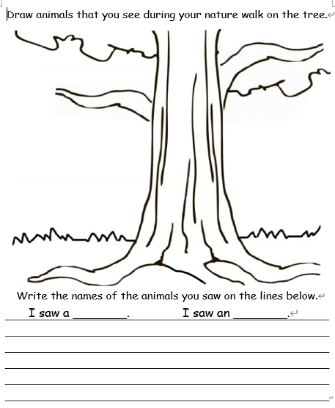 Draw animals that you see during your nature walk on the tree.
Write the names of the animals you saw on the lines below.
I saw a ________. I saw an ________.